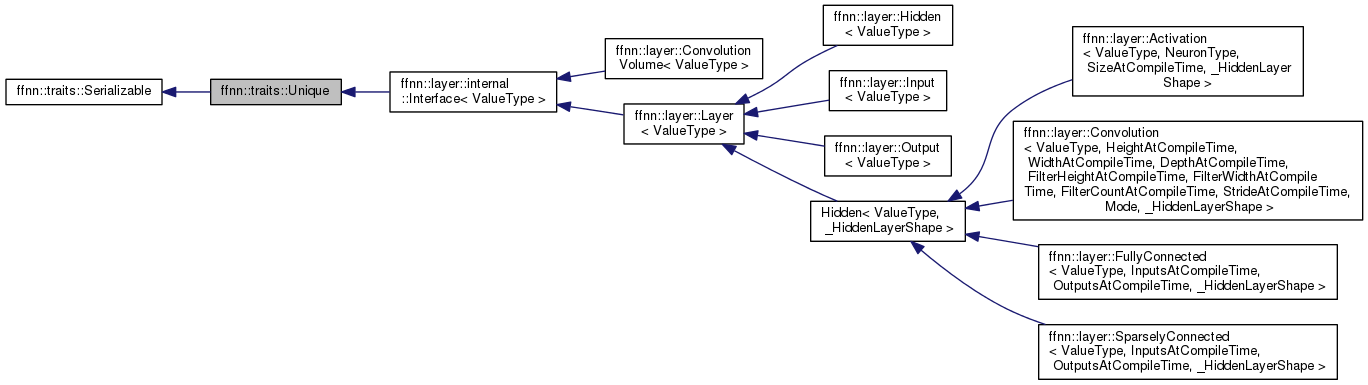 ffnn::traits::Serializable
ffnn::traits::Unique
ffnn::layer::internal
::Interface< ValueType >
ffnn::layer::Convolution
Volume< ValueType >
ffnn::layer::Layer
< ValueType >
ffnn::layer::Hidden
< ValueType >
ffnn::layer::Input
< ValueType >
ffnn::layer::Output
< ValueType >
Hidden< ValueType,
_HiddenLayerShape >
ffnn::layer::Activation
< ValueType, NeuronType,
SizeAtCompileTime, _HiddenLayer
Shape >
ffnn::layer::Convolution
< ValueType, HeightAtCompileTime,
WidthAtCompileTime, DepthAtCompileTime,
FilterHeightAtCompileTime, FilterWidthAtCompile
Time, FilterCountAtCompileTime, StrideAtCompileTime,
Mode, _HiddenLayerShape >
ffnn::layer::FullyConnected
< ValueType, InputsAtCompileTime,
OutputsAtCompileTime, _HiddenLayerShape >
ffnn::layer::SparselyConnected
< ValueType, InputsAtCompileTime,
OutputsAtCompileTime, _HiddenLayerShape >